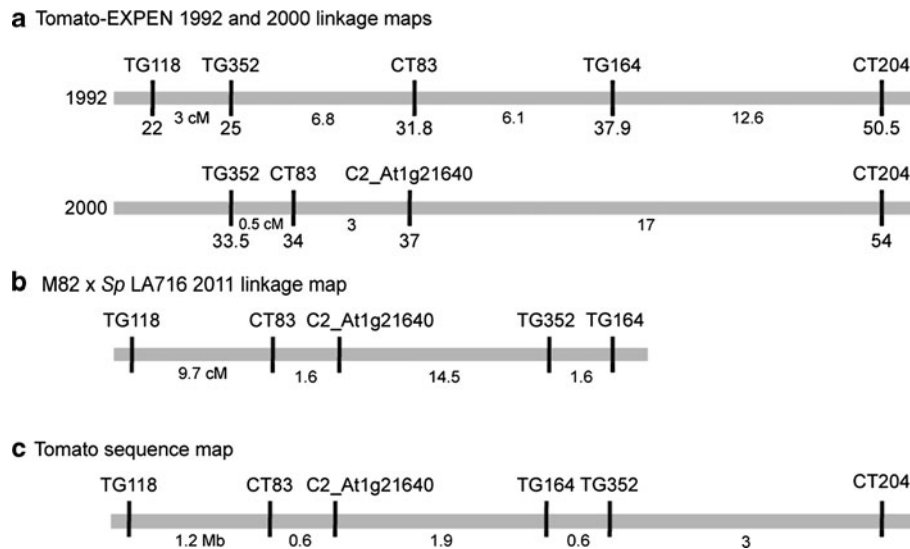 a Tomato-EXPEN 1992 and 2000 linkage maps
TG118 TG352 CT83 TG164 CT204
1992
3 cM 6.8 6.1 12.6
22 25 31.8 37.9 50.5
TG352 CT83 C2_At1g21640 CT204
2000
0.5 cM 3 17
33.5 34 37 54
b M82 x Sp LA716 2011 linkage map
TG118 CT83 C2_At1g21640 TG352 TG164
9.7 cM 1.6 14.5 1.6
c Tomato sequence map
TG118 CT83 C2_At1g21640 TG164 TG352 CT204
1.2 Mb 0.6 1.9 0.6 3